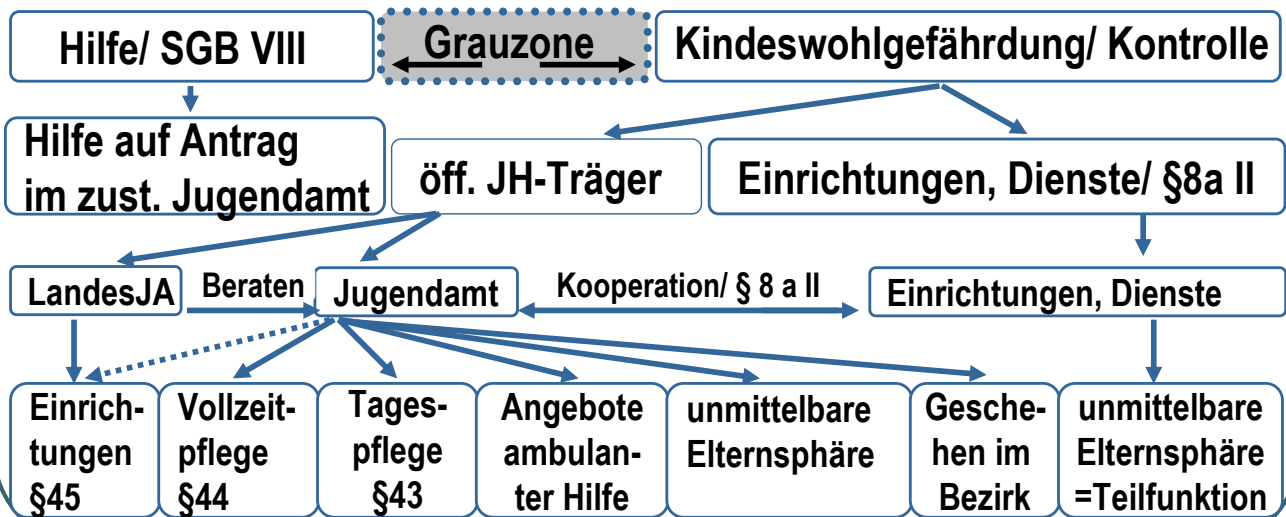 Hilfe/ SGB VIII
Grauzone
Kindeswohlgefährdung/ Kontrolle
Hilfe auf Antrag
im zust. Jugendamt
öff. JH-Träger
Einrichtungen, Dienste/ §8a II
LandesJA
Beraten
Jugendamt
Kooperation/ § 8 a II
Einrichtungen, Dienste
Einrich-
tungen
§45
Vollzeit-
pflege
§44
Tages-
pflege
§43
Angebote
ambulan-
ter Hilfe
unmittelbare
Elternsphäre
Gesche-
hen im
Bezirk
unmittelbare
Elternsphäre
=Teilfunktion